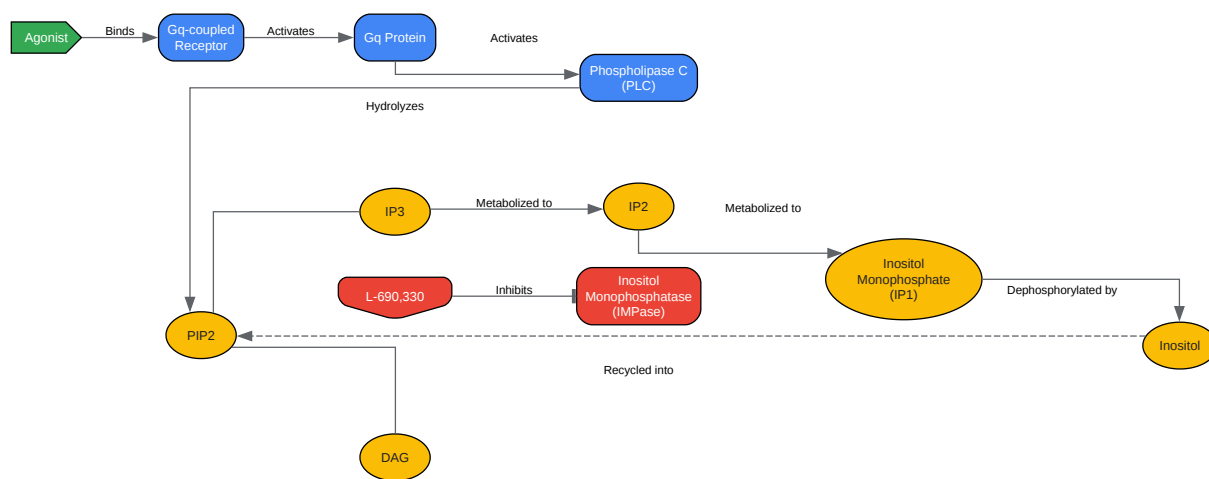 Agonist
Binds
Gq-coupled
Receptor
Activates
Gq Protein
Activates
Phospholipase C
(PLC)
Hydrolyzes
IP3
Metabolized to
IP2
Metabolized to
Inositol
Monophosphate
(IP1)
L-690,330
Inhibits
Inositol
Monophosphatase
(IMPase)
Dephosphorylated by
PIP2
Inositol
Recycled into
DAG